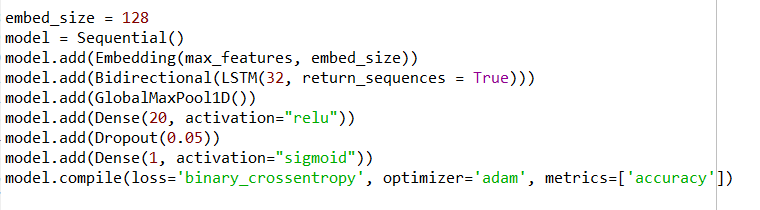 embed_size = 128
model = Sequential()
model.add(Embedding(max_features, embed_size))
model.add(Bidirectional(LSTM(32, return_sequences = True)))
model.add(GlobalMaxPool1D())
model.add(Dense(20, activation="relu"))
model.add(Dropout(0.05))
model.add(Dense(1, activation="sigmoid"))
model.compile(loss='binary_crossentropy', optimizer='adam', metrics=['accuracy'])